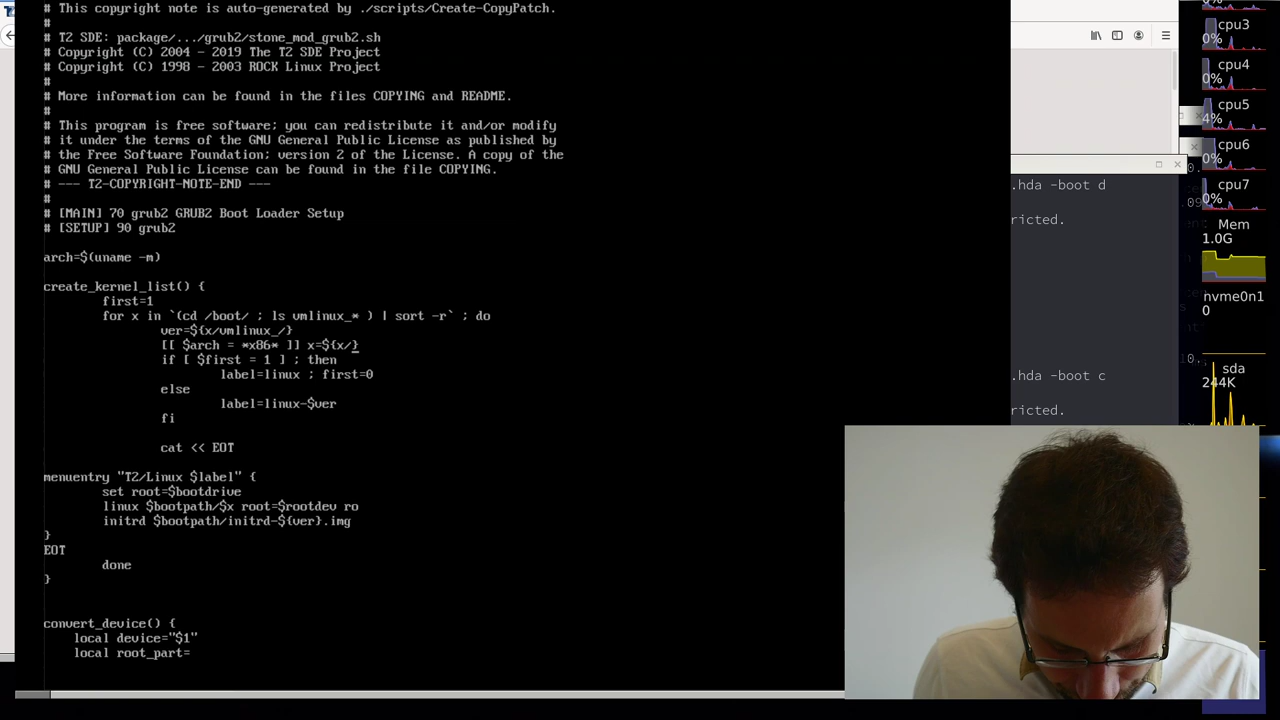 # This copyright note is auto-generated by ./scripts/Create-CopyPatch.
#
# T2 SDE: package/.../grub2/stone_mod_grub2.sh
# Copyright (C) 2004 - 2019 The T2 SDE Project
# Copyright (C) 1998 - 2003 ROCK Linux Project
#
# More information can be found in the files COPYING and README.
#
# This program is free software; you can redistribute it and/or modify
# it under the terms of the GNU General Public License as published by
# the Free Software Foundation; version 2 of the License. A copy of the
# GNU General Public License can be found in the file COPYING.
# --- T2-COPYRIGHT-NOTE-END ---
#
# [MAIN] 70 grub2 GRUB2 Boot Loader Setup
# [SETUP] 90 grub2
arch=$(uname -m)
create_kernel_list() {
first=1
for x in `(cd /boot/ ; ls vmlinux_* ) | sort -r` ; do
ver=${x/vmlinux_/}
[[ $arch = *x86* ]] x=${x/}
if [ $first = 1 ] ; then
label=linux ; first=0
else
label=linux-$ver
fi
cat << EOT
menuentry "T2/Linux $label" {
set root=$bootdrive
linux $bootpath/$x root=$rootdev ro
initrd $bootpath/initrd-${ver}.img
}
EOT
done
}
convert_device() {
local device="$1"
local root_part=
.hda -boot d
ricted.
.hda -boot c
ricted.
cpu3
0%
cpu4
0%
cpu5
4%
cpu6
0%
cpu7
0%
Mem
1.0G
nvme0n1
0
sda
244K